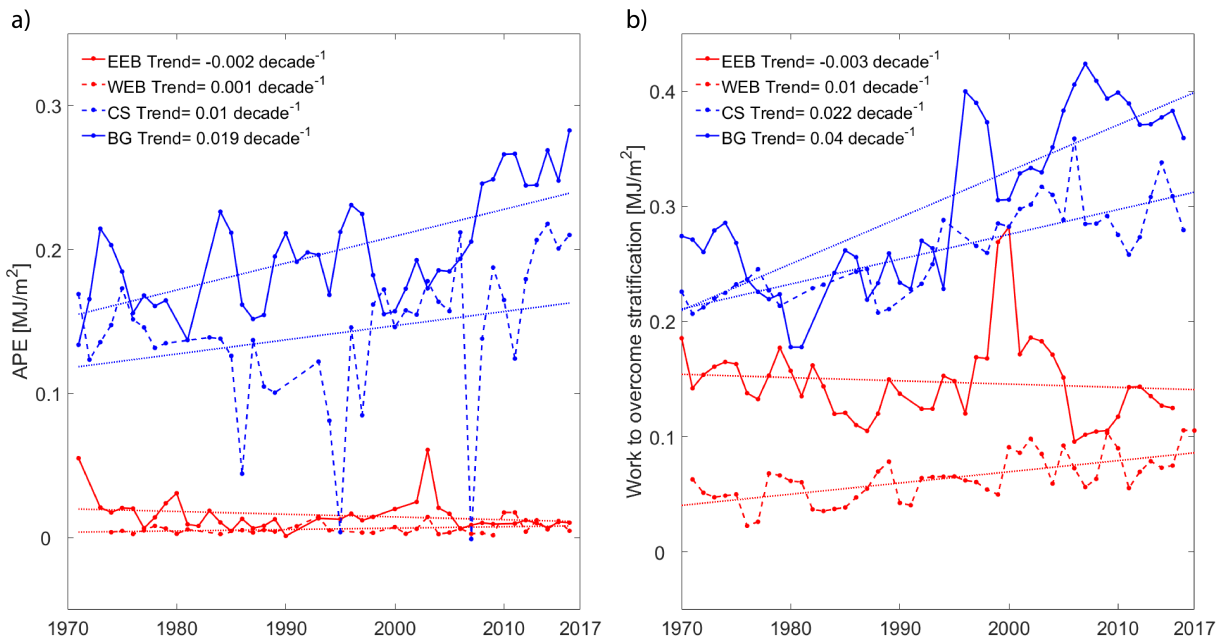 a)
APE [MJ/m²]
EEB Trend= -0.002 decade⁻¹
WEB Trend= 0.001 decade⁻¹
CS Trend= 0.01 decade⁻¹
BG Trend= 0.019 decade⁻¹
0.3
0.2
0.1
0
1970 1980 1990 2000 2010 2017
b)
Work to overcome stratification [MJ/m²]
EEB Trend= -0.003 decade⁻¹
WEB Trend= 0.01 decade⁻¹
CS Trend= 0.022 decade⁻¹
BG Trend= 0.04 decade⁻¹
0.4
0.3
0.2
0.1
0
1970 1980 1990 2000 2010 2017